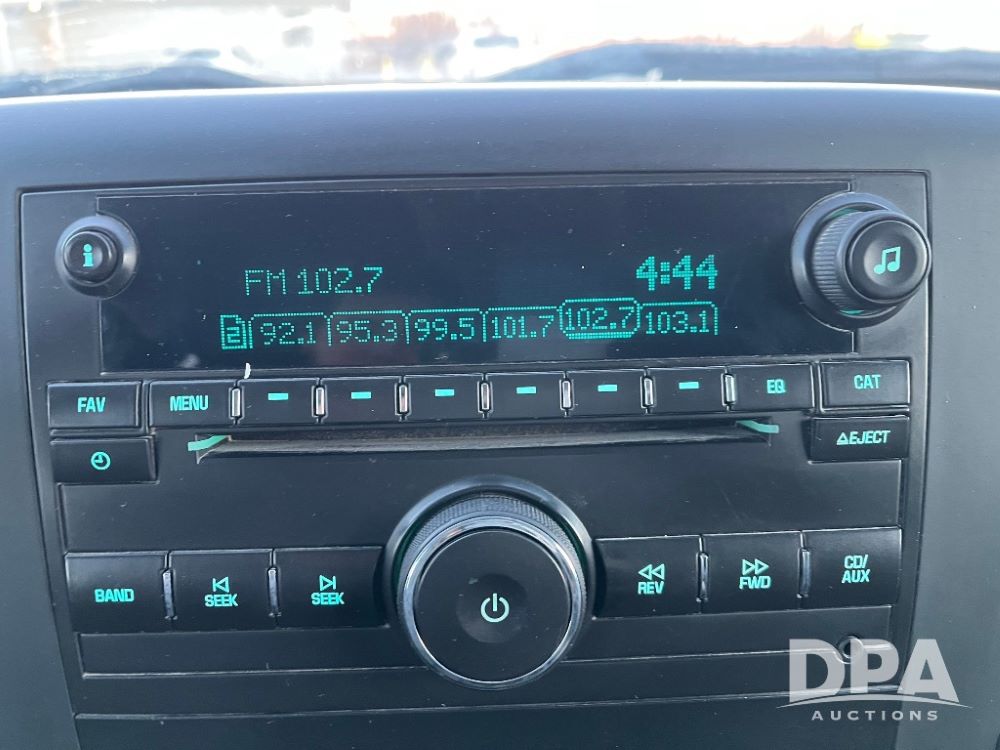 FM 102.7 4:44
2 92.1 95.3 99.5 101.7 102.7 103.1
FAV MENU EQ CAT
EJECT
BAND SEEK SEEK REV FWD CD/AUX
DPA
AUCTIONS